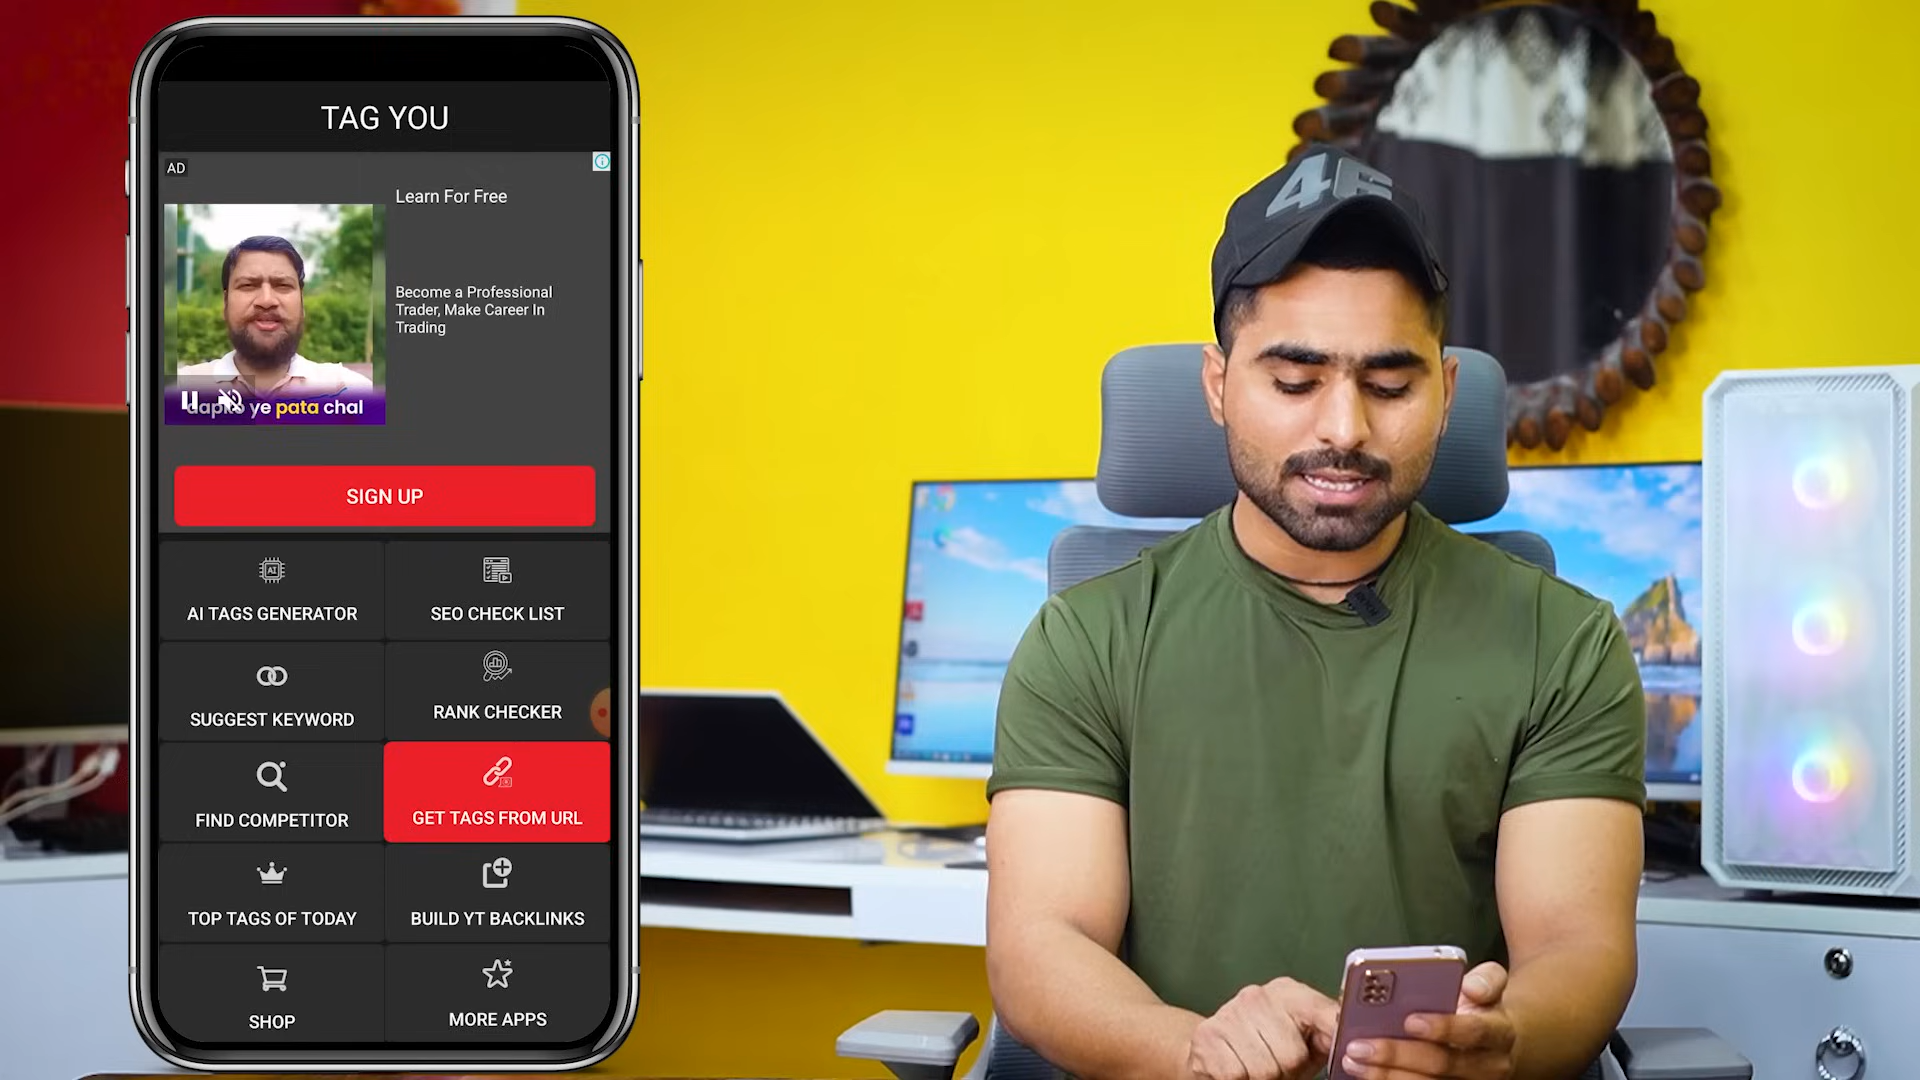 TAG YOU
AD
Learn For Free
Become a Professional
Trader, Make Career In
Trading
ye pata chal
SIGN UP
AI TAGS GENERATOR
SEO CHECK LIST
SUGGEST KEYWORD
RANK CHECKER
FIND COMPETITOR
GET TAGS FROM URL
TOP TAGS OF TODAY
BUILD YT BACKLINKS
SHOP
MORE APPS